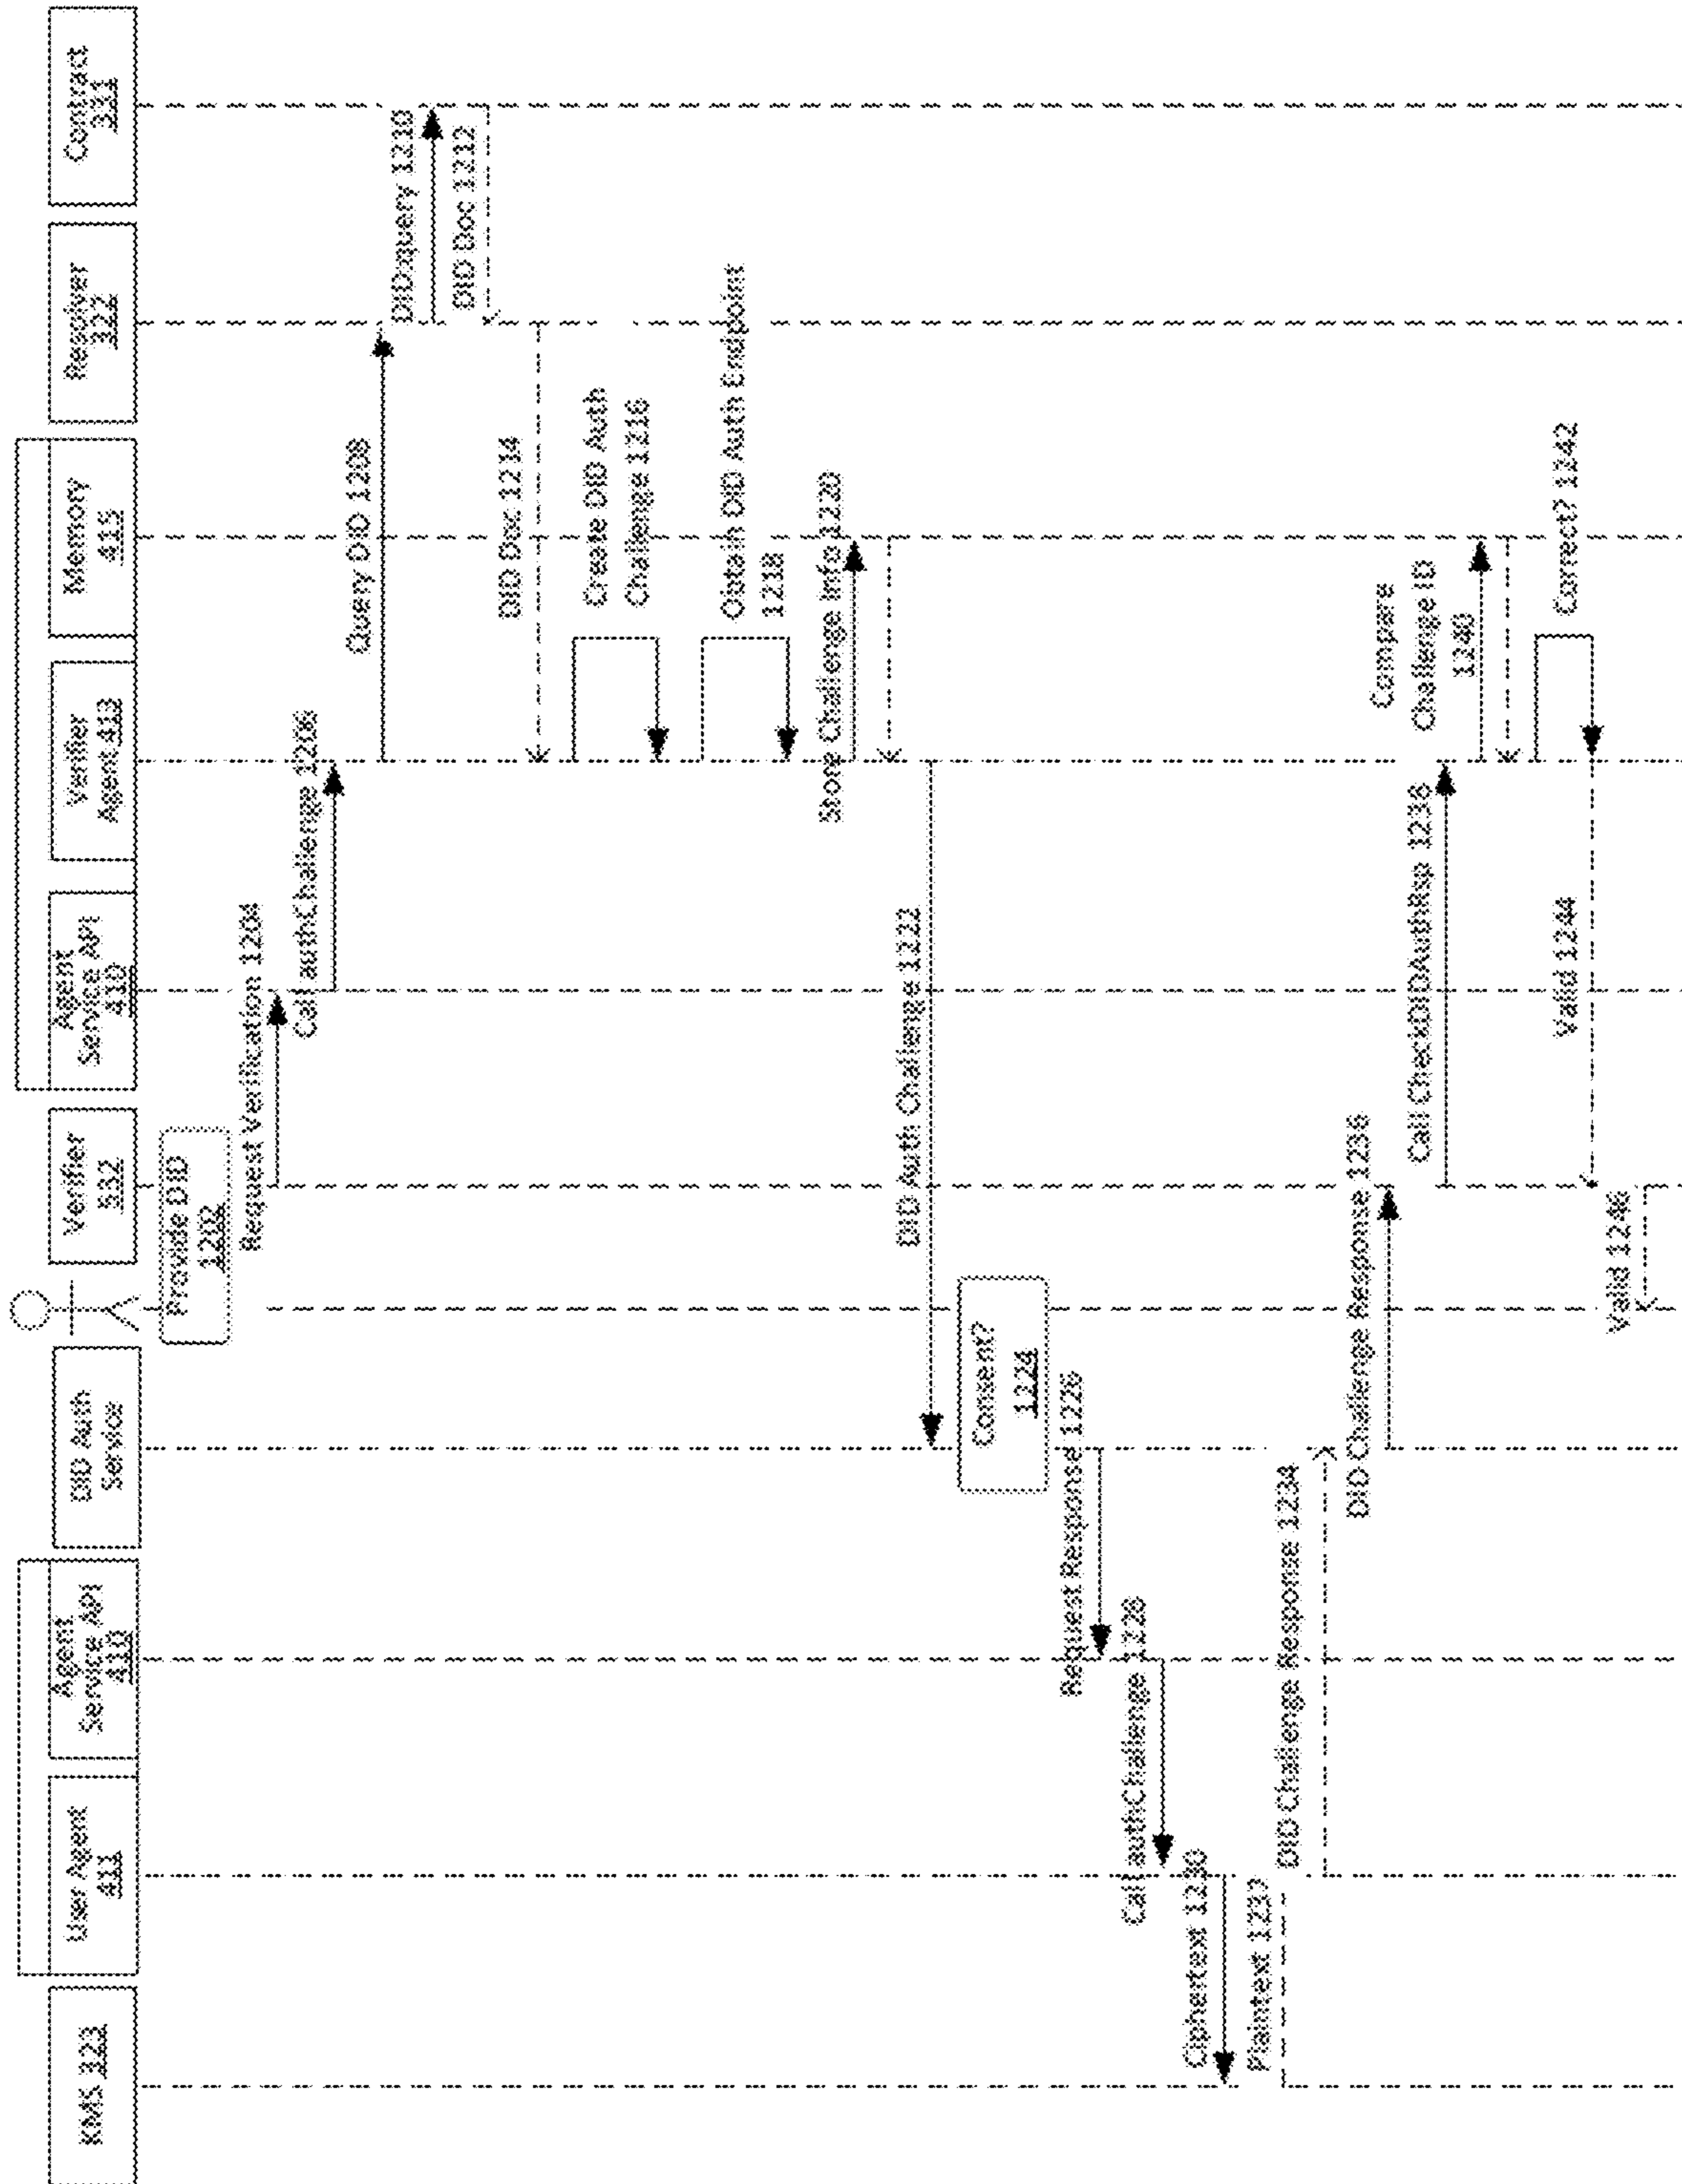 KMS 323
User Agent
411
Agent
Service API
410
DID Auth
Service
Verifier
532
Agent
Service API
410
Verifier
Agent 413
Memory
415
Resolver
322
Contract
331
Provide DID
1202
Request Verification 1204
Call authChallenge 1206
Query DID 1208
DID:query 1210
DID Doc 1212
DID Doc 1214
Create DID Auth
Challenge 1216
Obtain DID Auth Endpoint
1218
Store Challenge Info 1220
DID Auth Challenge 1222
Consent?
1224
Request Response 1226
Call authChallenge 1228
Ciphertext 1230
Plaintext 1232
DID Challenge Response 1234
DID Challenge Response 1236
Call CheckDIDAuthRsp 1238
Compare
Challenge ID
1240
Correct? 1242
Valid 1244
Valid 1246